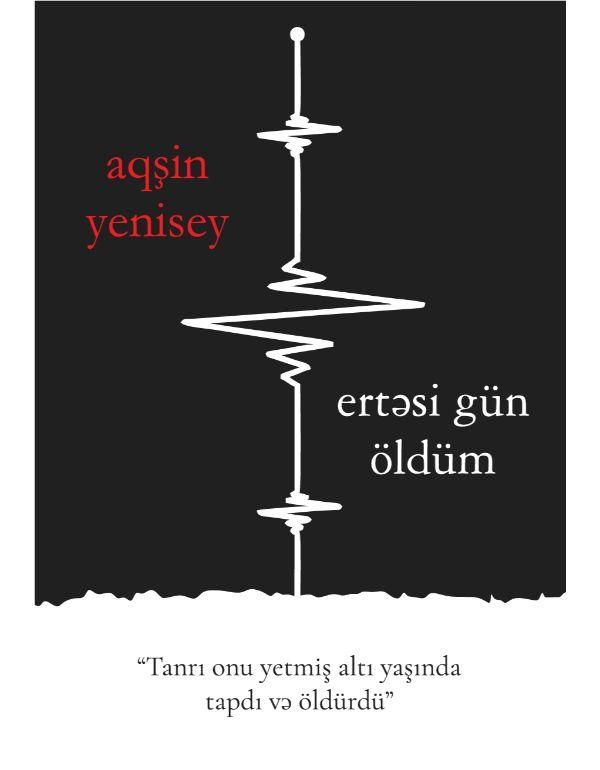 aqşin
yenisey
ertəsi gün
öldüm
“Tanrı onu yetmiş altı yaşında
tapdı və öldürdü”